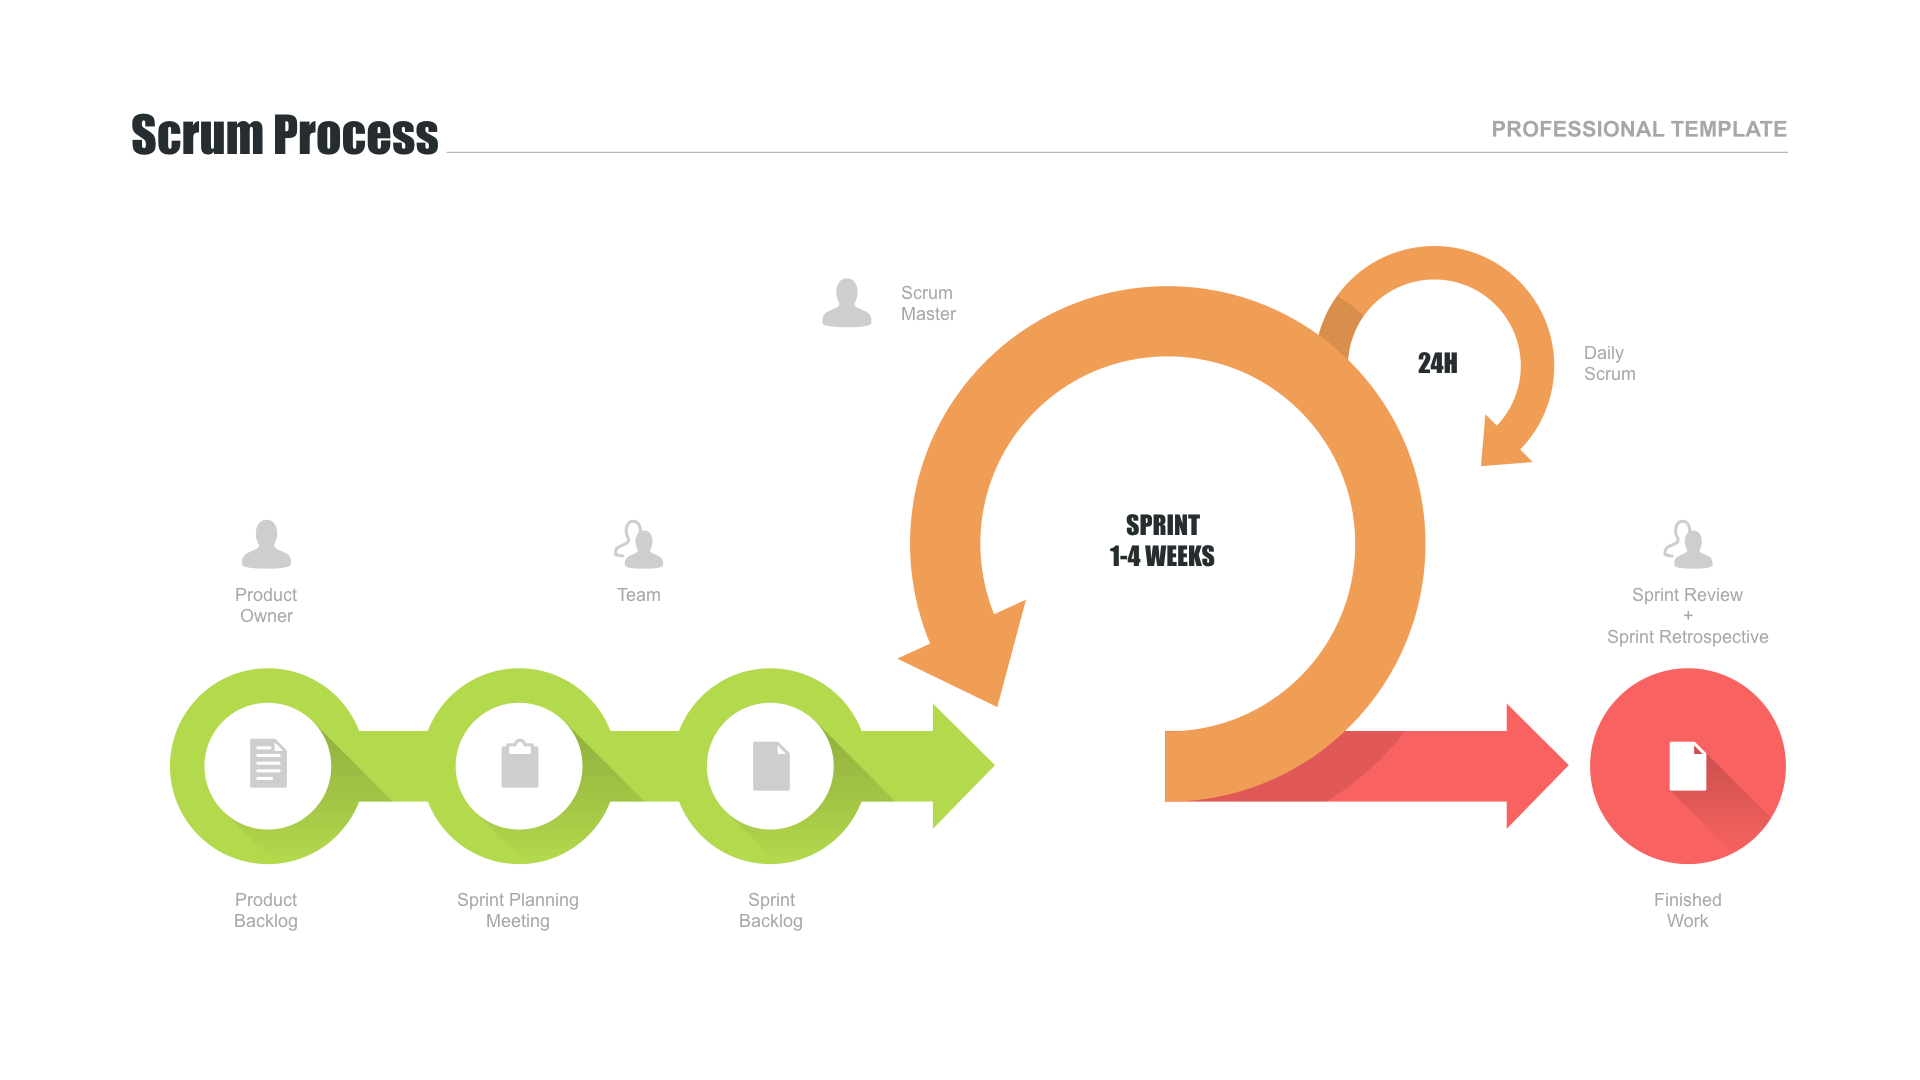 Scrum Process
PROFESSIONAL TEMPLATE
Scrum
Master
24H
Daily
Scrum
SPRINT
1-4 WEEKS
Product
Owner
Team
Sprint Review
+
Sprint Retrospective
Product
Backlog
Sprint Planning
Meeting
Sprint
Backlog
Finished
Work